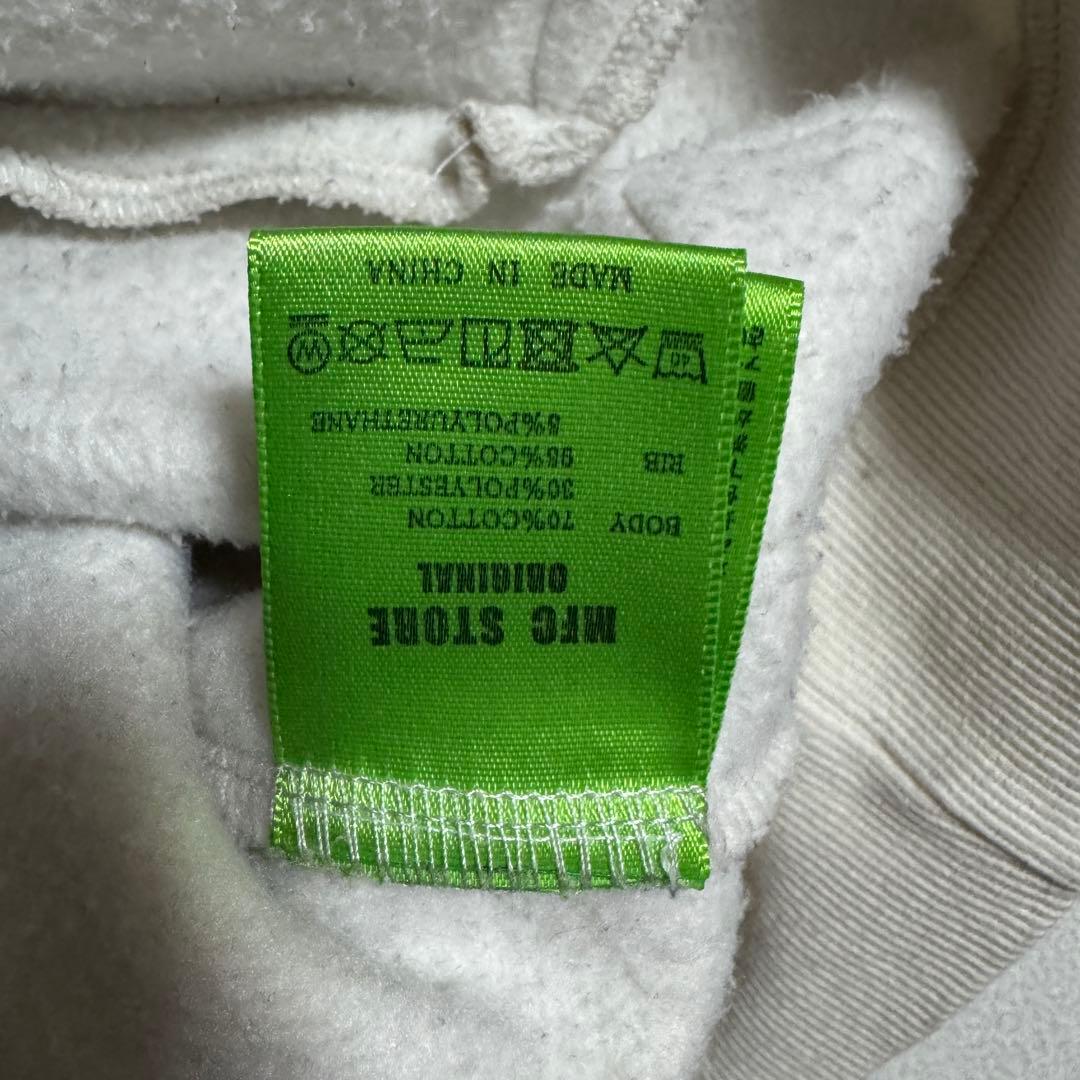 MFC STORE
ORIGINAL
BODY 70%COTTON
30%POLYESTER
RIB 95%COTTON
5%POLYURETHANE
MADE IN CHINA